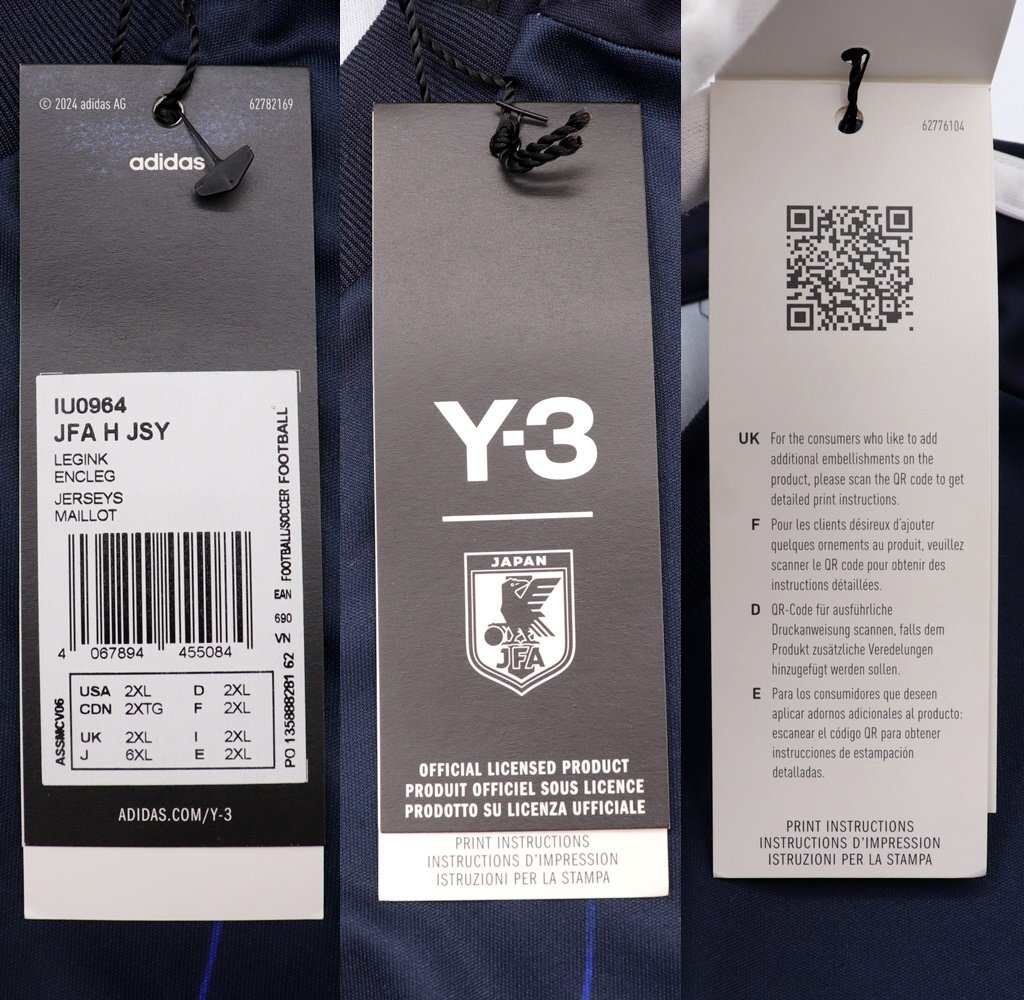 © 2024 adidas AG
62782169
adidas
IU0964
JFA H JSY
LEGINK
ENCLEG
JERSEYS
MAILLOT
4 067894 455084
USA 2XL D 2XL
CDN 2XTG F 2XL
UK 2XL I 2XL
J 6XL E 2XL
ASSMCV06
PO 135888281 62 VN 690 EAN FOOTBALL/SOCCER FOOTBALL
ADIDAS.COM/Y-3
Y-3
JAPAN
JFA
OFFICIAL LICENSED PRODUCT
PRODUIT OFFICIEL SOUS LICENCE
PRODOTTO SU LICENZA UFFICIALE
PRINT INSTRUCTIONS
INSTRUCTIONS D'IMPRESSION
ISTRUZIONI PER LA STAMPA
62776104
UK For the consumers who like to add
additional embellishments on the
product, please scan the QR code to get
detailed print instructions.
F Pour les clients désireux d'ajouter
quelques ornements au produit, veuillez
scanner le QR code pour obtenir des
instructions détaillées.
D QR-Code für ausführliche
Druckanweisung scannen, falls dem
Produkt zusätzliche Veredelungen
hinzugefügt werden sollen.
E Para los consumidores que deseen
aplicar adornos adicionales al producto:
escanear el código QR para obtener
instrucciones de estampación
detalladas.
PRINT INSTRUCTIONS
INSTRUCTIONS D'IMPRESSION
ISTRUZIONI PER LA STAMPA